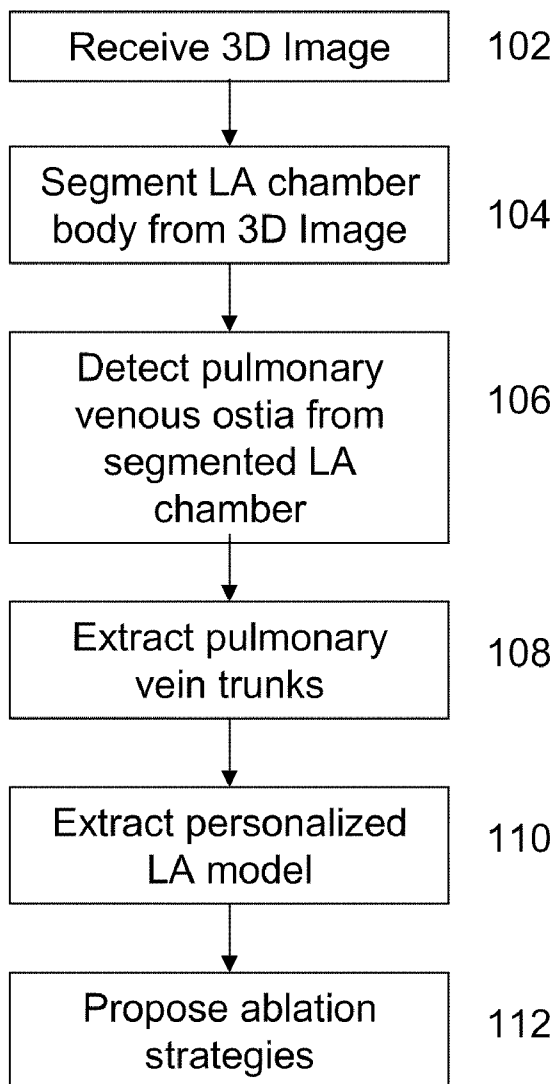 Receive 3D Image
102
Segment LA chamber
body from 3D Image
104
Detect pulmonary
venous ostia from
segmented LA
chamber
106
Extract pulmonary
vein trunks
108
Extract personalized
LA model
110
Propose ablation
strategies
112